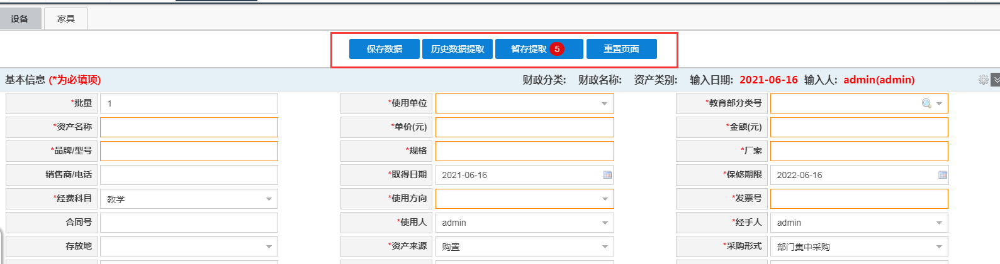 设备 家具
保存数据 历史数据提取 暂存提取 5 重置页面
基本信息 (*为必填项) 财政分类: 财政名称: 资产类别: 输入日期: 2021-06-16 输入人: admin(admin)
*批量 1 *使用单位 *教育部分类号
*资产名称 *单价(元) *金额(元)
*品牌/型号 *规格 *厂家
销售商/电话 *取得日期 2021-06-16 *保修期限 2022-06-16
*经费科目 教学 *使用方向 *发票号
合同号 *使用人 admin *经手人 admin
存放地 *资产来源 购置 *采购形式 部门集中采购